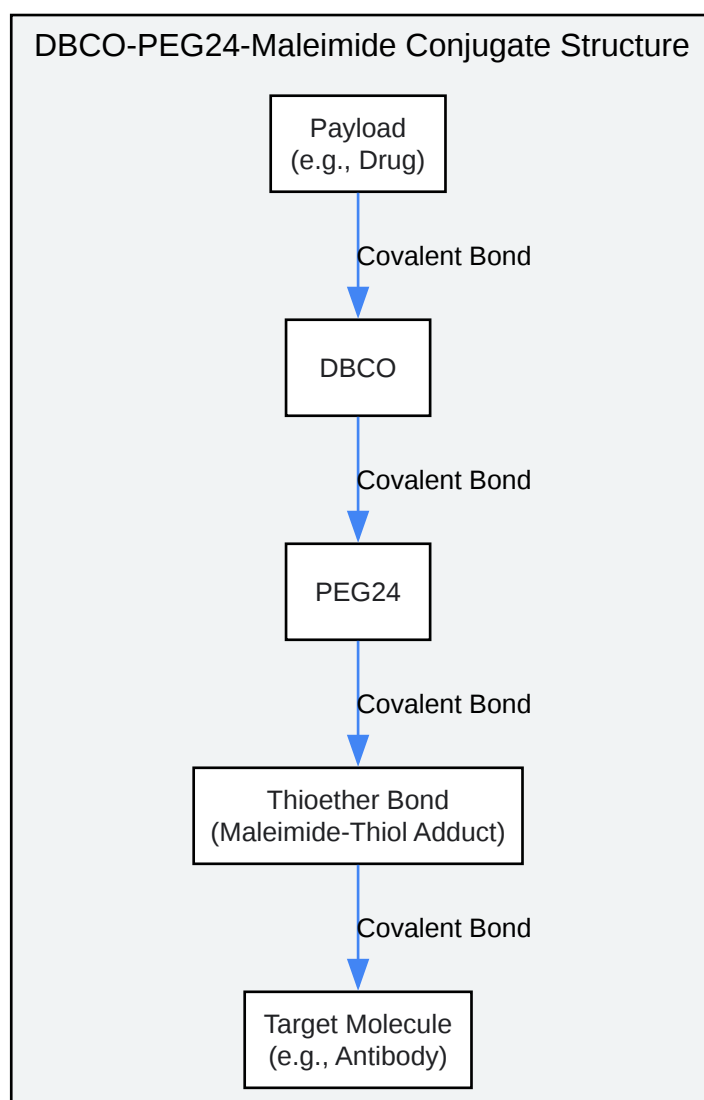 DBCO-PEG24-Maleimide Conjugate Structure
Payload
(e.g., Drug)
Covalent Bond
DBCO
Covalent Bond
PEG24
Covalent Bond
Thioether Bond
(Maleimide-Thiol Adduct)
Covalent Bond
Target Molecule
(e.g., Antibody)